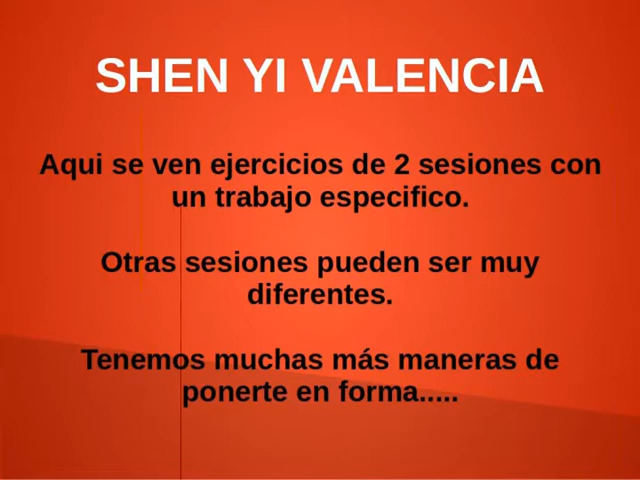 SHEN YI VALENCIA
Aqui se ven ejercicios de 2 sesiones con
un trabajo especifico.
Otras sesiones pueden ser muy
diferentes.
Tenemos muchas más maneras de
ponerte en forma.....